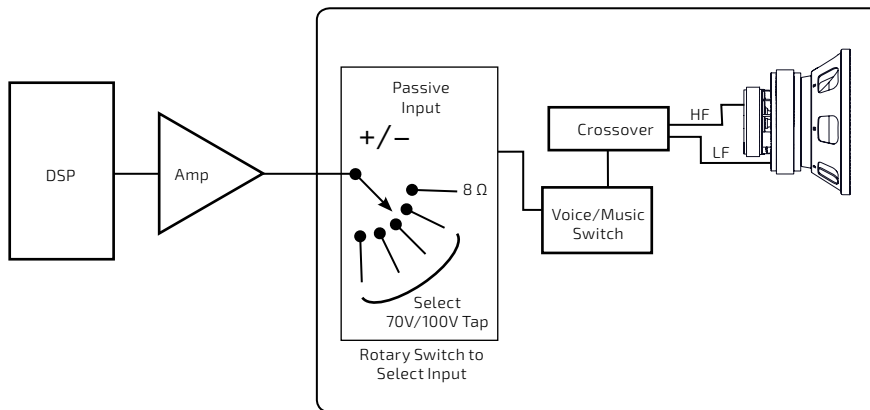 DSP
Amp
Passive
Input
+/–
8 Ω
Select
70V/100V Tap
Rotary Switch to
Select Input
Crossover
HF
LF
Voice/Music
Switch